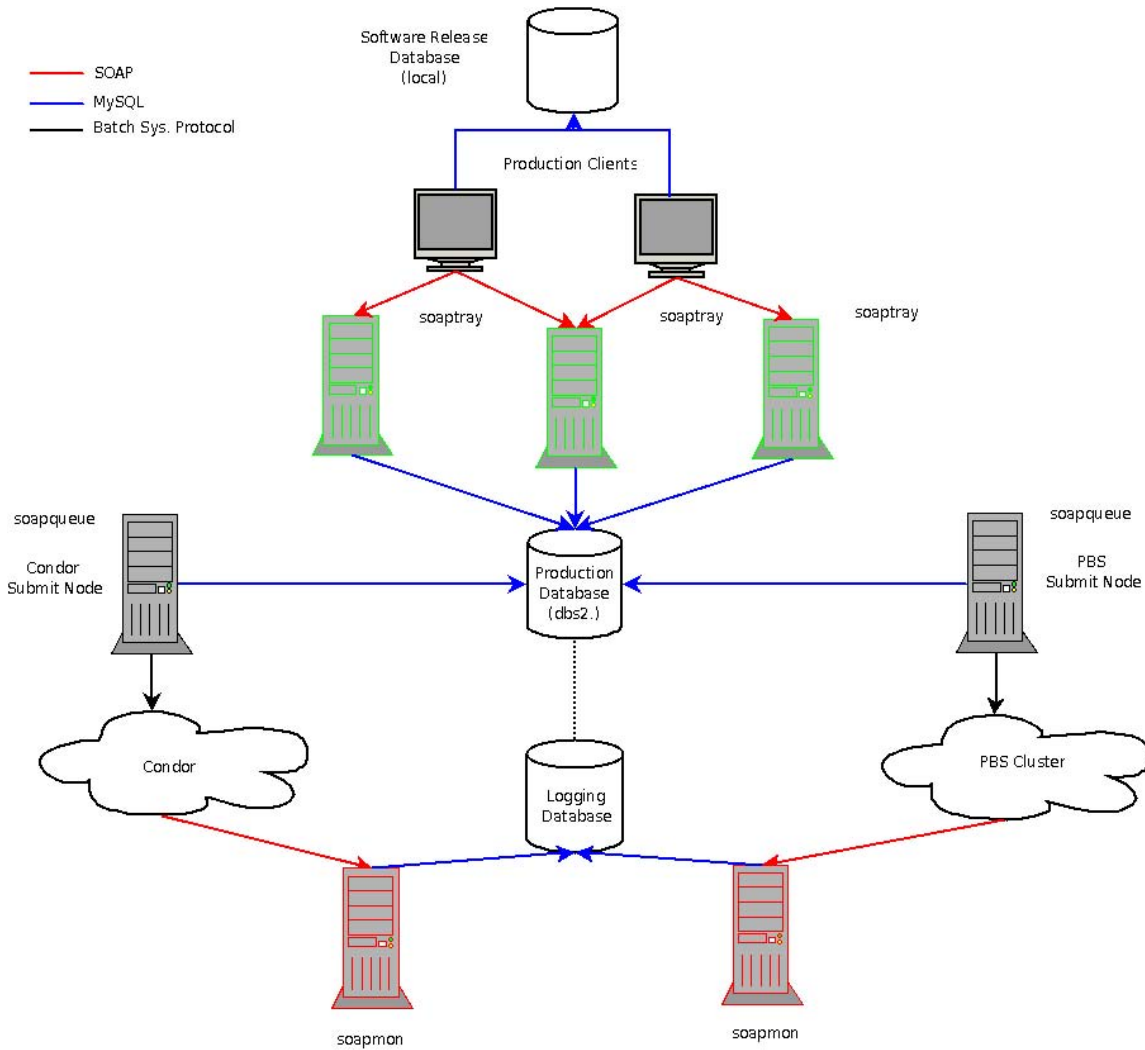 Software Release
Database
(local)
SOAP
MySQL
Batch Sys. Protocol
Production Clients
soaptray
soaptray
soaptray
soapqueue
Condor
Submit Node
Production
Database
(dbs2.)
soapqueue
PBS
Submit Node
Condor
PBS Cluster
Logging
Database
soapmon
soapmon